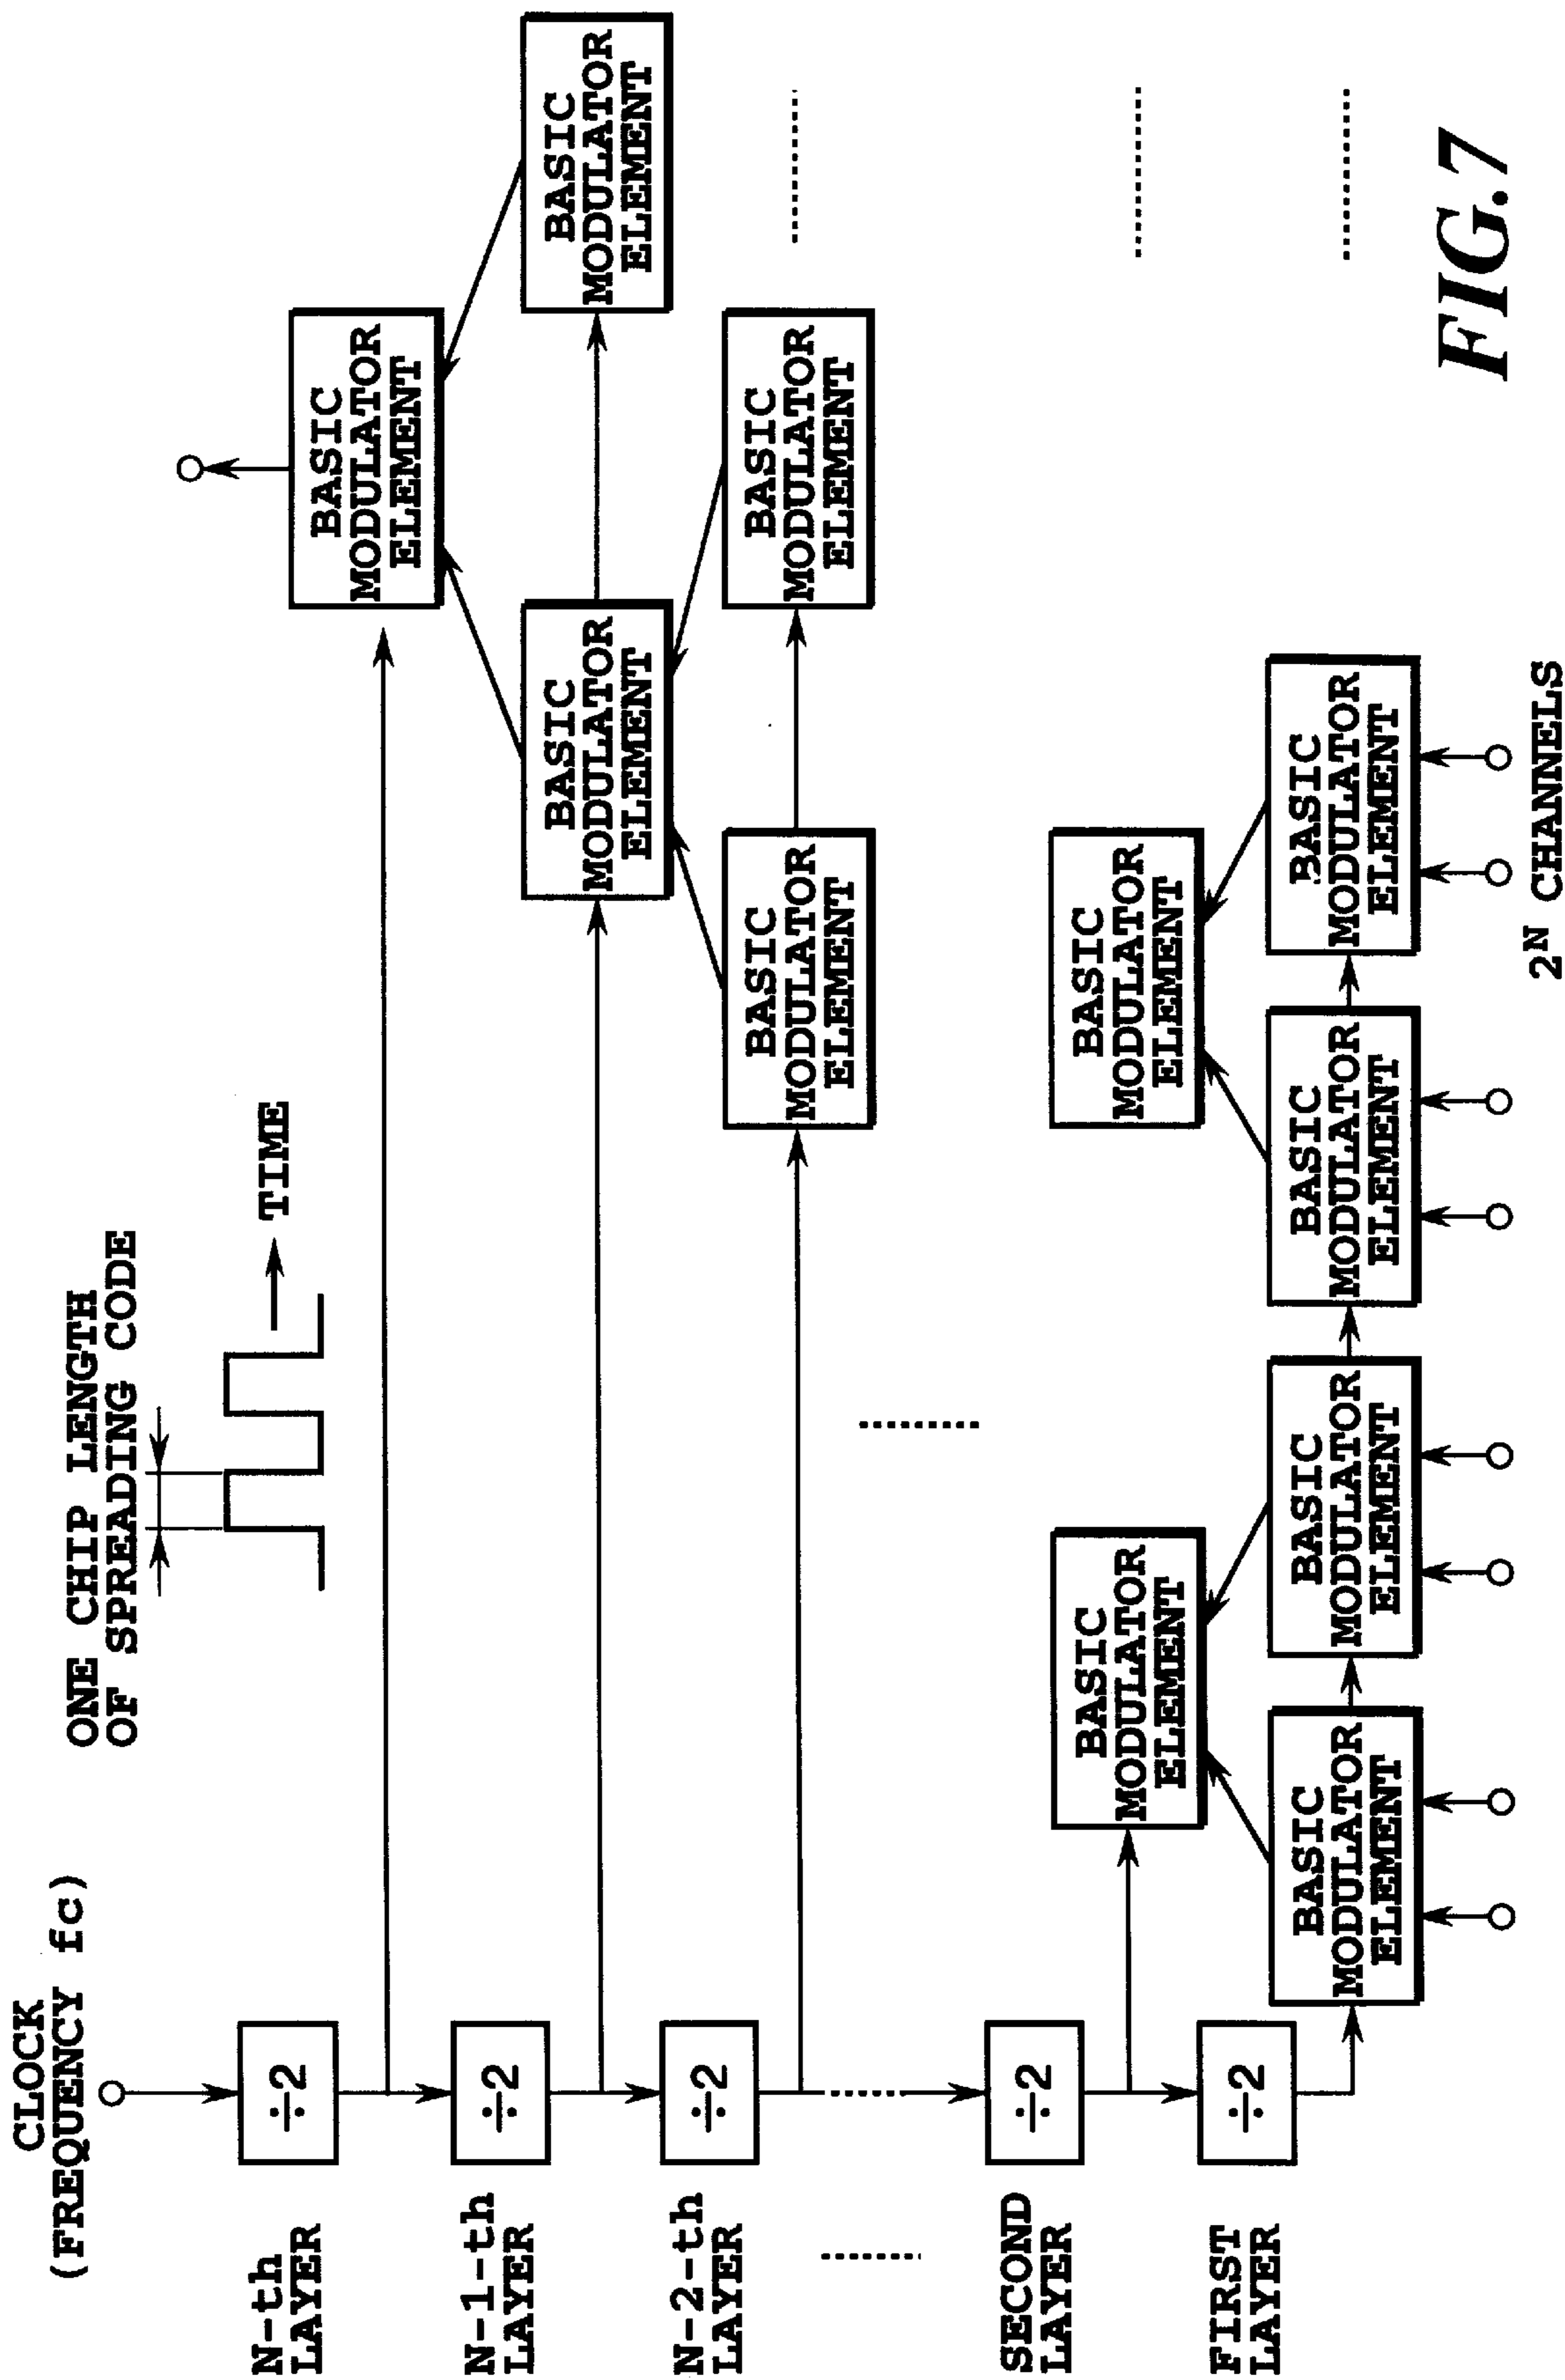 CLOCK
(FREQUENCY fc)
ONE CHIP LENGTH
OF SPREADING CODE
TIME
N-th
LAYER
÷2
BASIC
MODULATOR
ELEMENT
N-1-th
LAYER
÷2
BASIC
MODULATOR
ELEMENT
BASIC
MODULATOR
ELEMENT
N-2-th
LAYER
÷2
BASIC
MODULATOR
ELEMENT
BASIC
MODULATOR
ELEMENT
SECOND
LAYER
÷2
BASIC
MODULATOR
ELEMENT
BASIC
MODULATOR
ELEMENT
FIRST
LAYER
÷2
BASIC
MODULATOR
ELEMENT
BASIC
MODULATOR
ELEMENT
BASIC
MODULATOR
ELEMENT
BASIC
MODULATOR
ELEMENT
2ᴺ CHANNELS
FIG.7